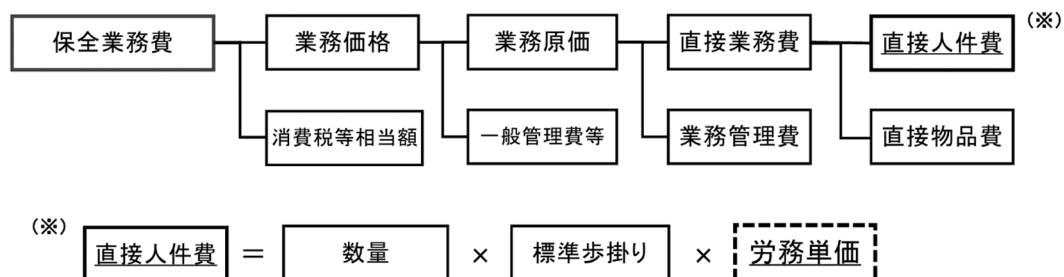 （※）
保全業務費 業務価格 業務原価 直接業務費 直接人件費
消費税等相当額 一般管理費等 業務管理費 直接物品費
（※）
直接人件費 ＝ 数量 × 標準歩掛り × 労務単価